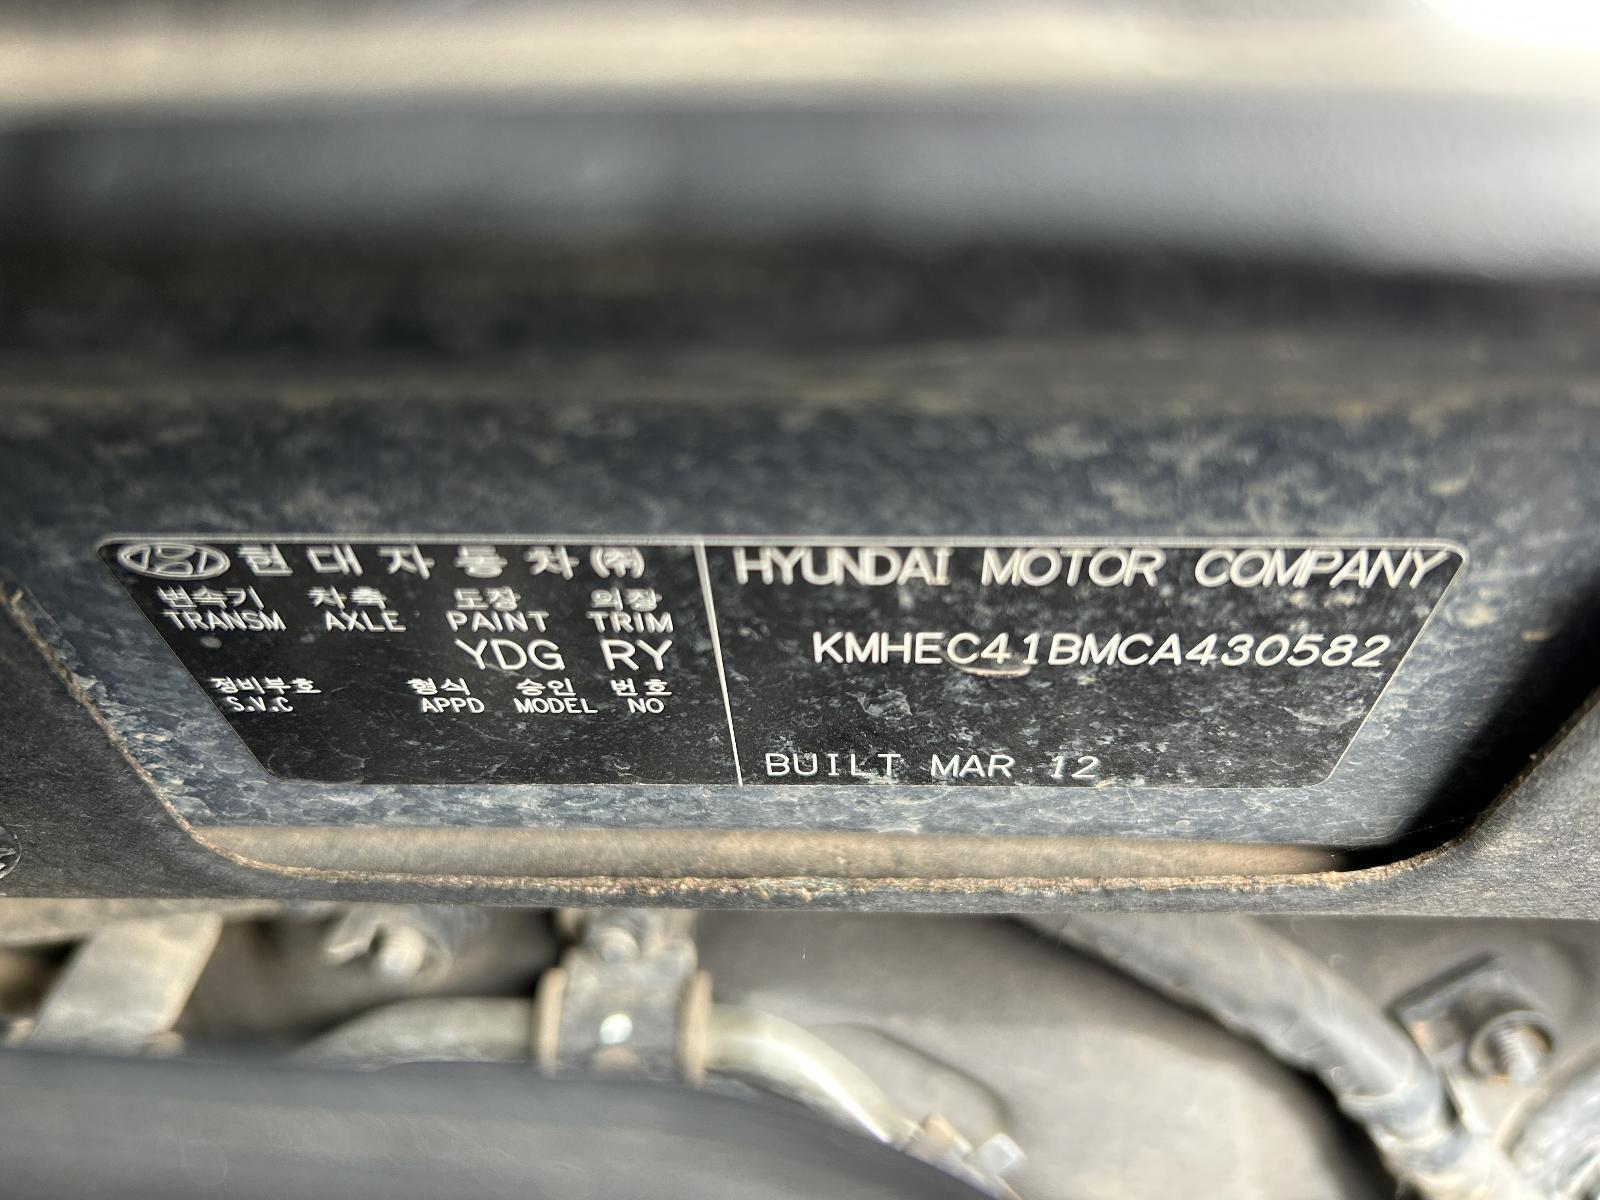 현대자동차(주)
변속기 차축 도장 의장
TRANSM AXLE PAINT TRIM
YDG RY
정비부호 형식 승인 번호
S.V.C APPD MODEL NO
HYUNDAI MOTOR COMPANY
KMHEC41BMCA430582
BUILT MAR 12